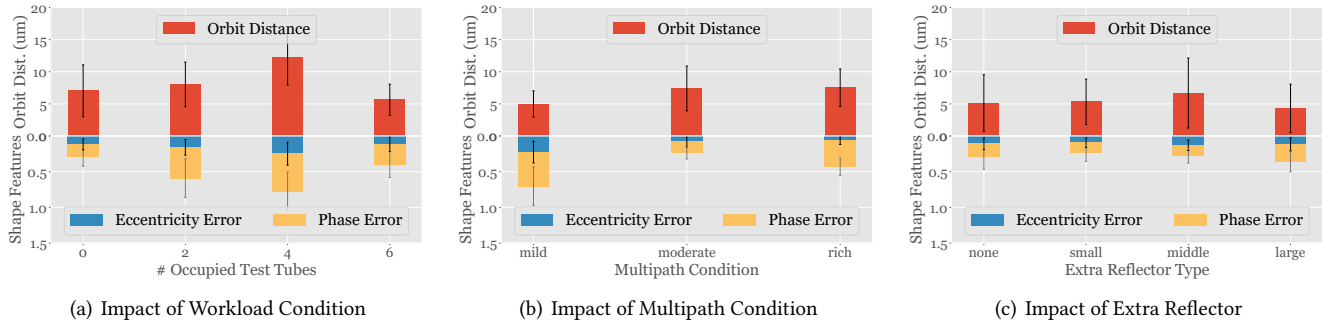 Orbit Dist. (um)
Shape Features
20
15
10
5
0.0
0
0.5
1.0
1.5
Orbit Distance
Eccentricity Error
Phase Error
0 2 4 6
# Occupied Test Tubes
(a) Impact of Workload Condition
Orbit Dist. (um)
Shape Features
20
15
10
5
0.0
0
0.5
1.0
1.5
Orbit Distance
Eccentricity Error
Phase Error
mild moderate rich
Multipath Condition
(b) Impact of Multipath Condition
Orbit Dist. (um)
Shape Features
20
15
10
5
0.0
0
0.5
1.0
1.5
Orbit Distance
Eccentricity Error
Phase Error
none small middle large
Extra Reflector Type
(c) Impact of Extra Reflector